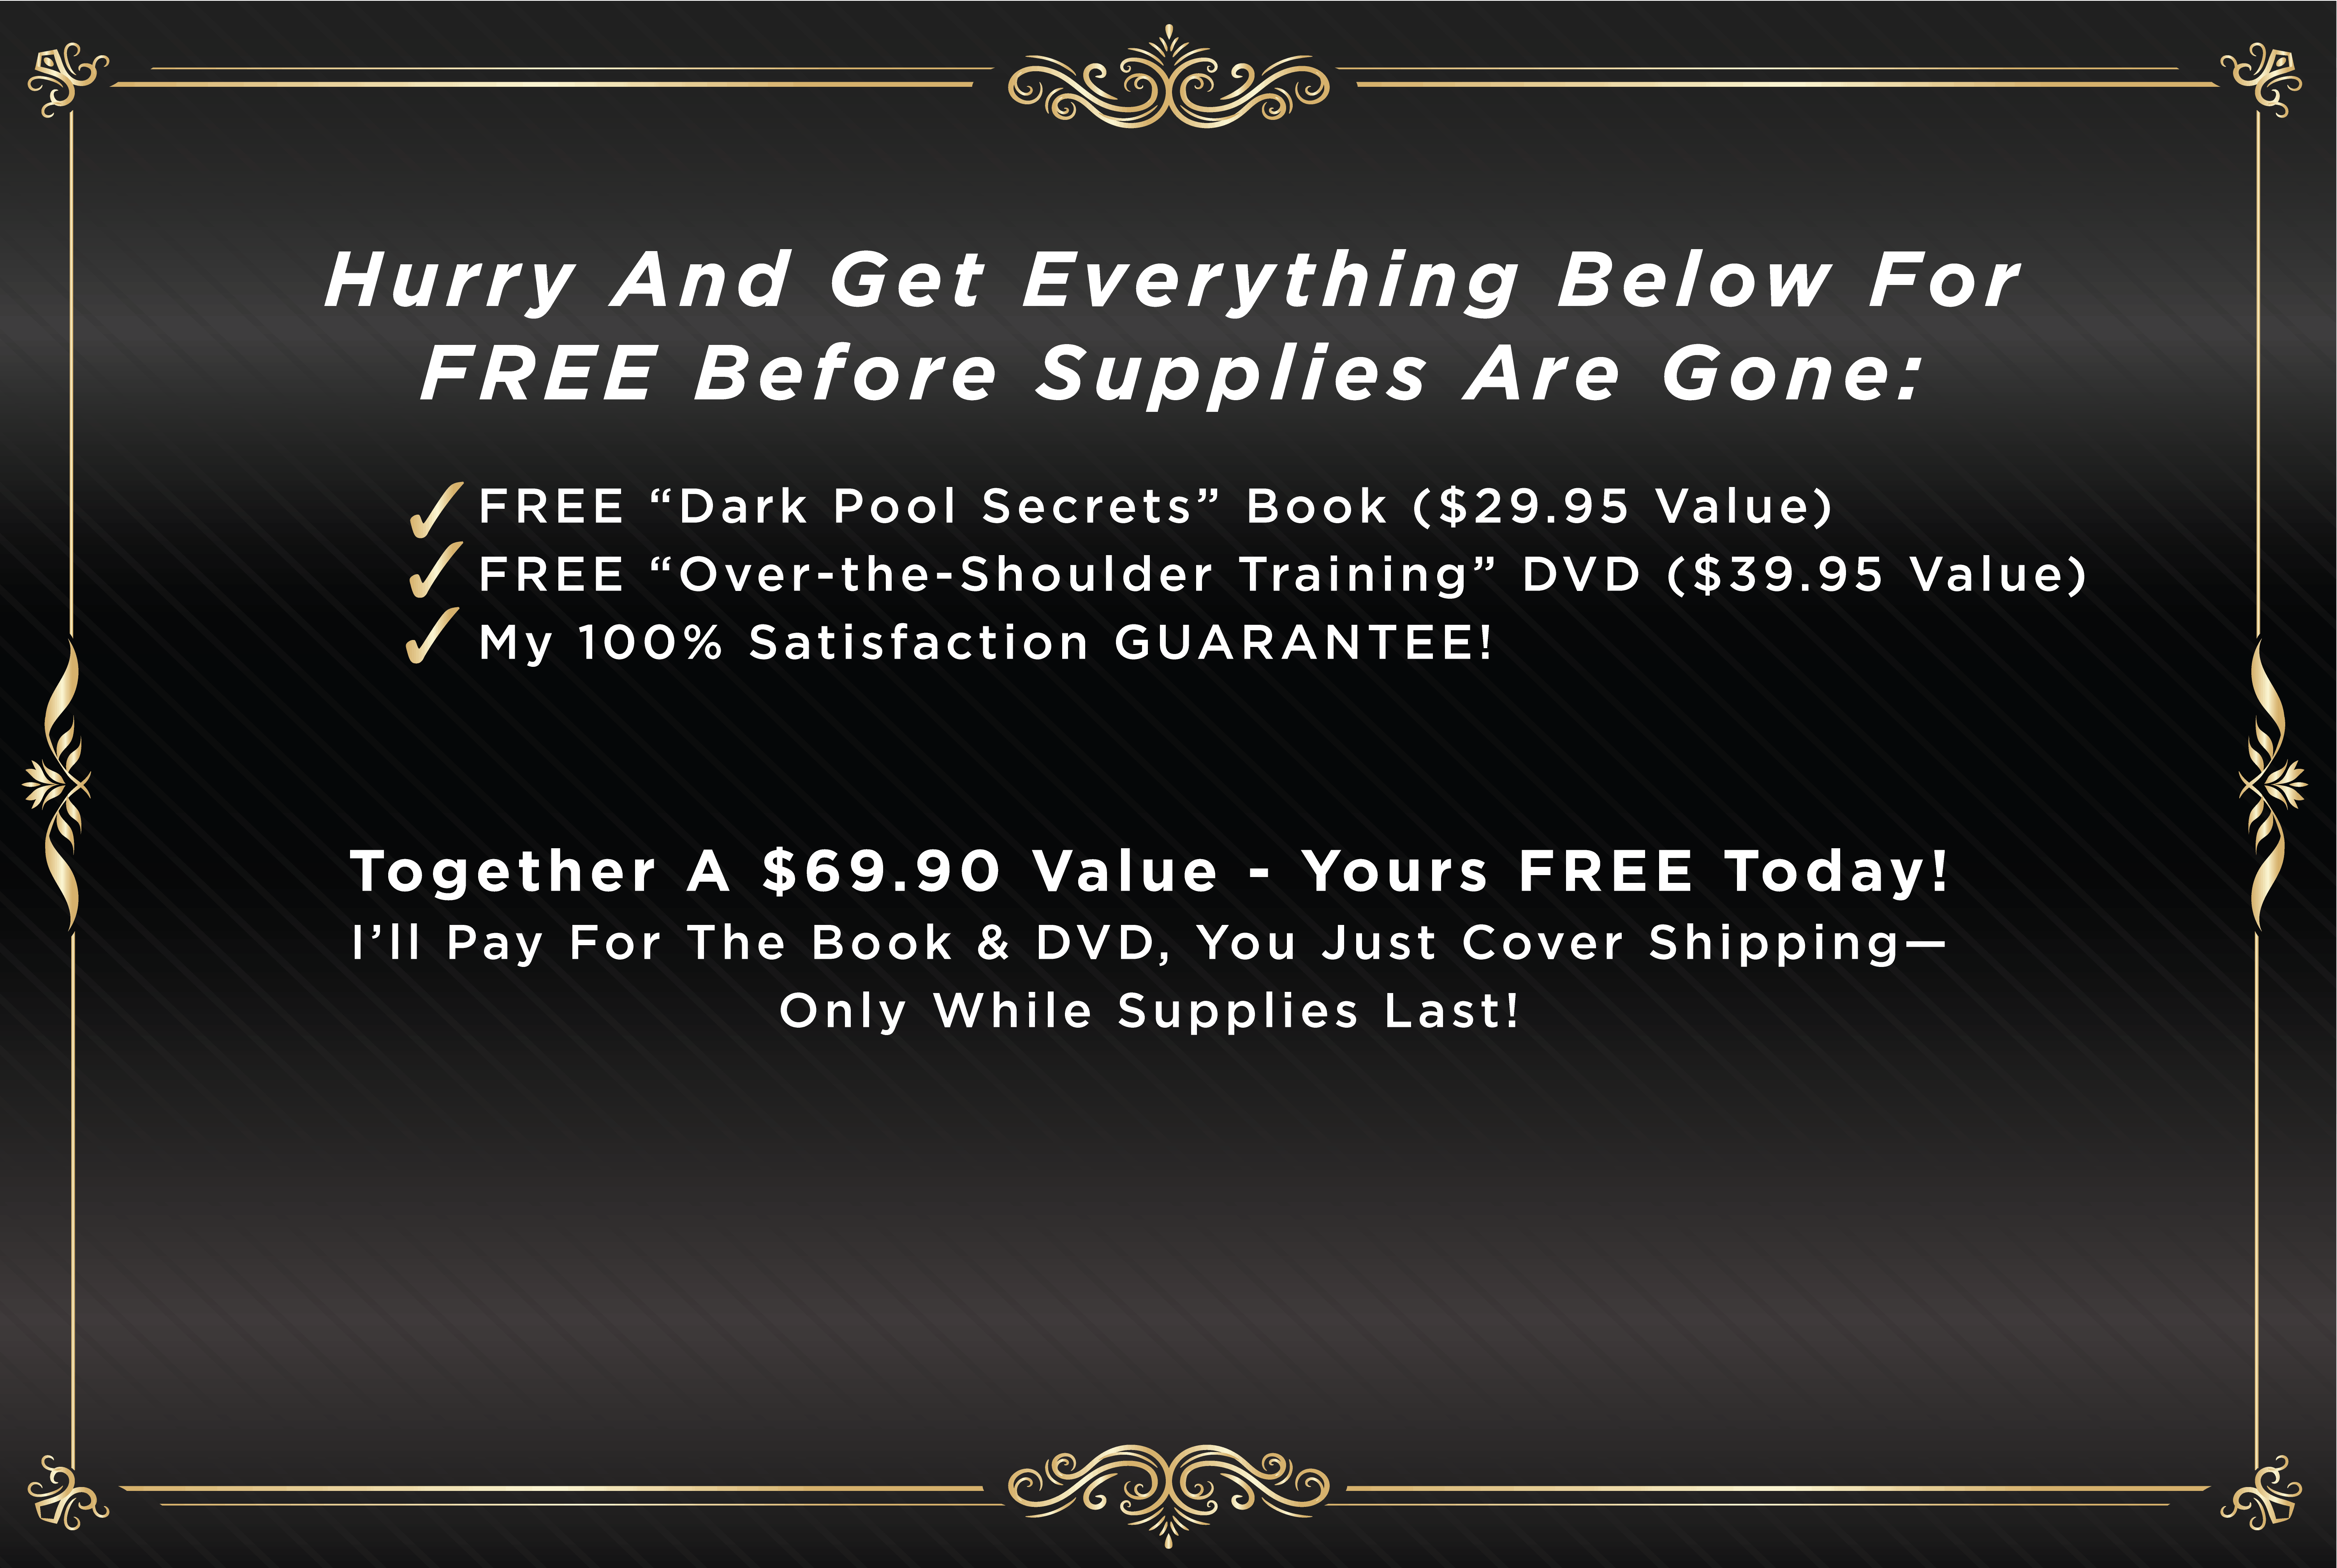 Hurry And Get Everything Below For
FREE Before Supplies Are Gone:
FREE “Dark Pool Secrets” Book ($29.95 Value)
FREE “Over-the-Shoulder Training” DVD ($39.95 Value)
My 100% Satisfaction GUARANTEE!
Together A $69.90 Value - Yours FREE Today!
I’ll Pay For The Book & DVD, You Just Cover Shipping—
Only While Supplies Last!